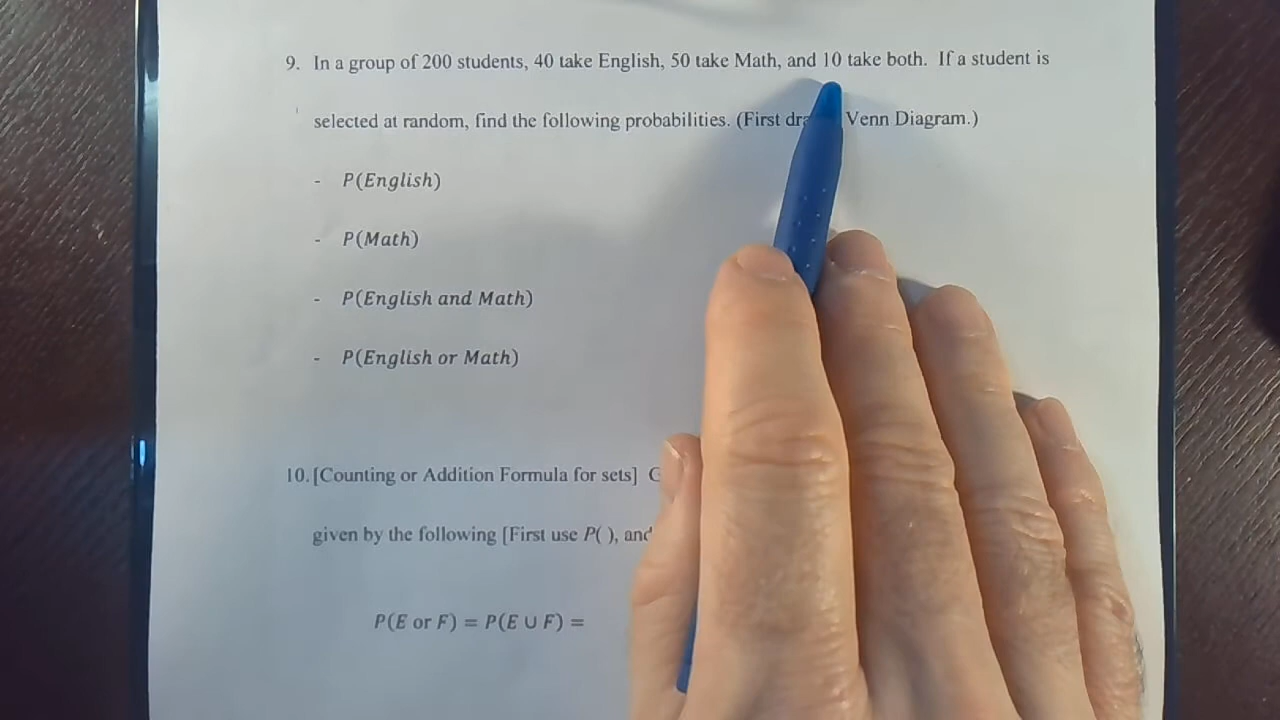 9. In a group of 200 students, 40 take English, 50 take Math, and 10 take both. If a student is
selected at random, find the following probabilities. (First Venn Diagram.)
- P(English)
- P(Math)
- P(English and Math)
- P(English or Math)
10. [Counting or Addition Formula for sets]
given by the following [First use P( ), and
P(E or F) = P(E ∪ F) =